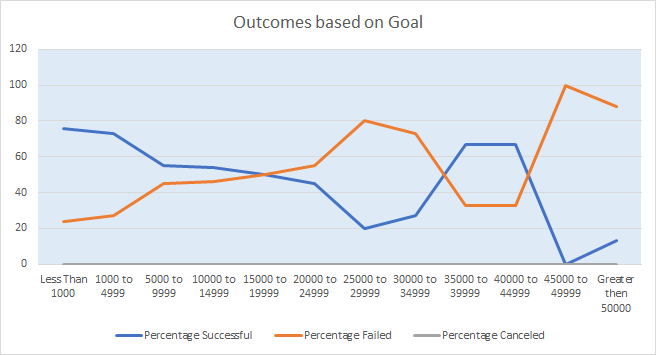 Outcomes based on Goal
120
100
80
60
40
20
0
Less Than
1000
1000 to
4999
5000 to
9999
10000 to
14999
15000 to
19999
20000 to
24999
25000 to
29999
30000 to
34999
35000 to
39999
40000 to
44999
45000 to
49999
Greater
then
50000
Percentage Successful
Percentage Failed
Percentage Canceled